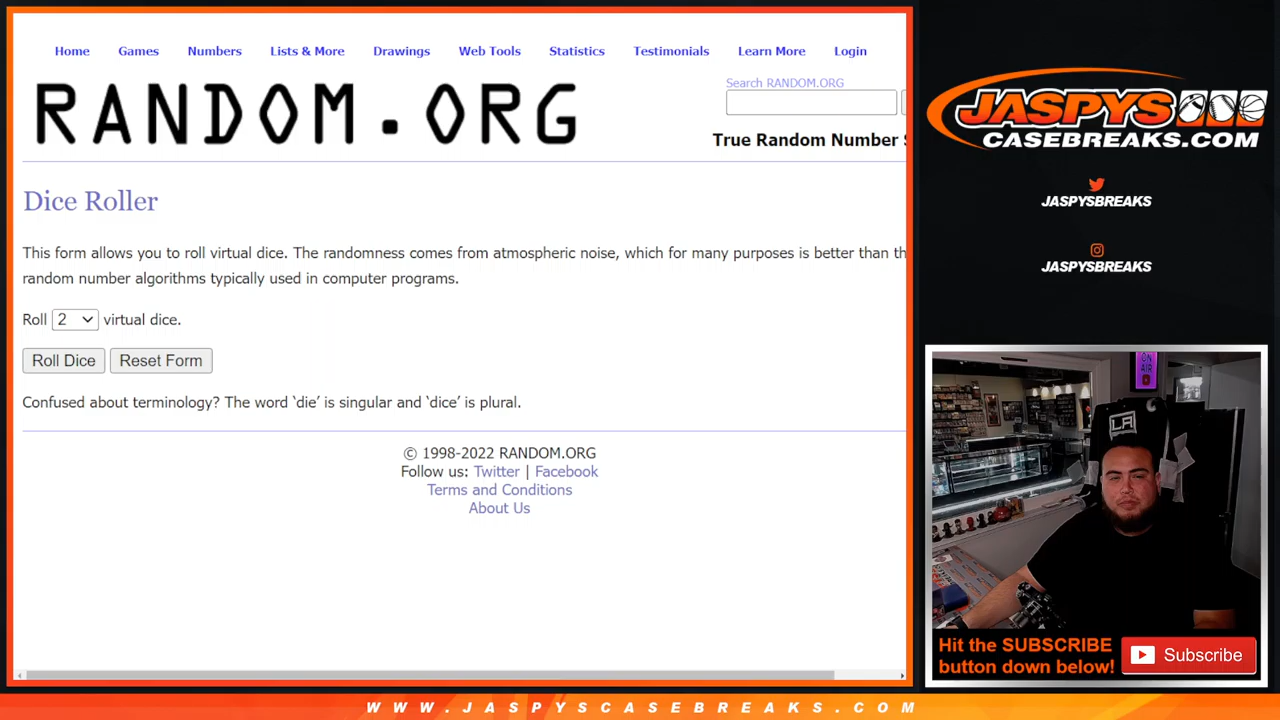 Home Games Numbers Lists & More Drawings Web Tools Statistics Testimonials Learn More Login
RANDOM.ORG
Search RANDOM.ORG
True Random Number S
Dice Roller
This form allows you to roll virtual dice. The randomness comes from atmospheric noise, which for many purposes is better than th
random number algorithms typically used in computer programs.
Roll 2 virtual dice.
Roll Dice Reset Form
Confused about terminology? The word ‘die’ is singular and ‘dice’ is plural.
© 1998-2022 RANDOM.ORG
Follow us: Twitter | Facebook
Terms and Conditions
About Us
JASPYS
CASEBREAKS.COM
JASPYSBREAKS
JASPYSBREAKS
ON
AIR
LA
Hit the SUBSCRIBE
button down below!
Subscribe
WWW.JASPYSCASEBREAKS.COM